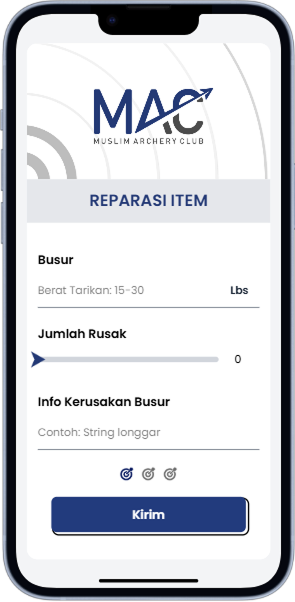 MAC
MUSLIM ARCHERY CLUB
REPARASI ITEM
Busur
Berat Tarikan: 15-30 Lbs
Jumlah Rusak
0
Info Kerusakan Busur
Contoh: String longgar
Kirim